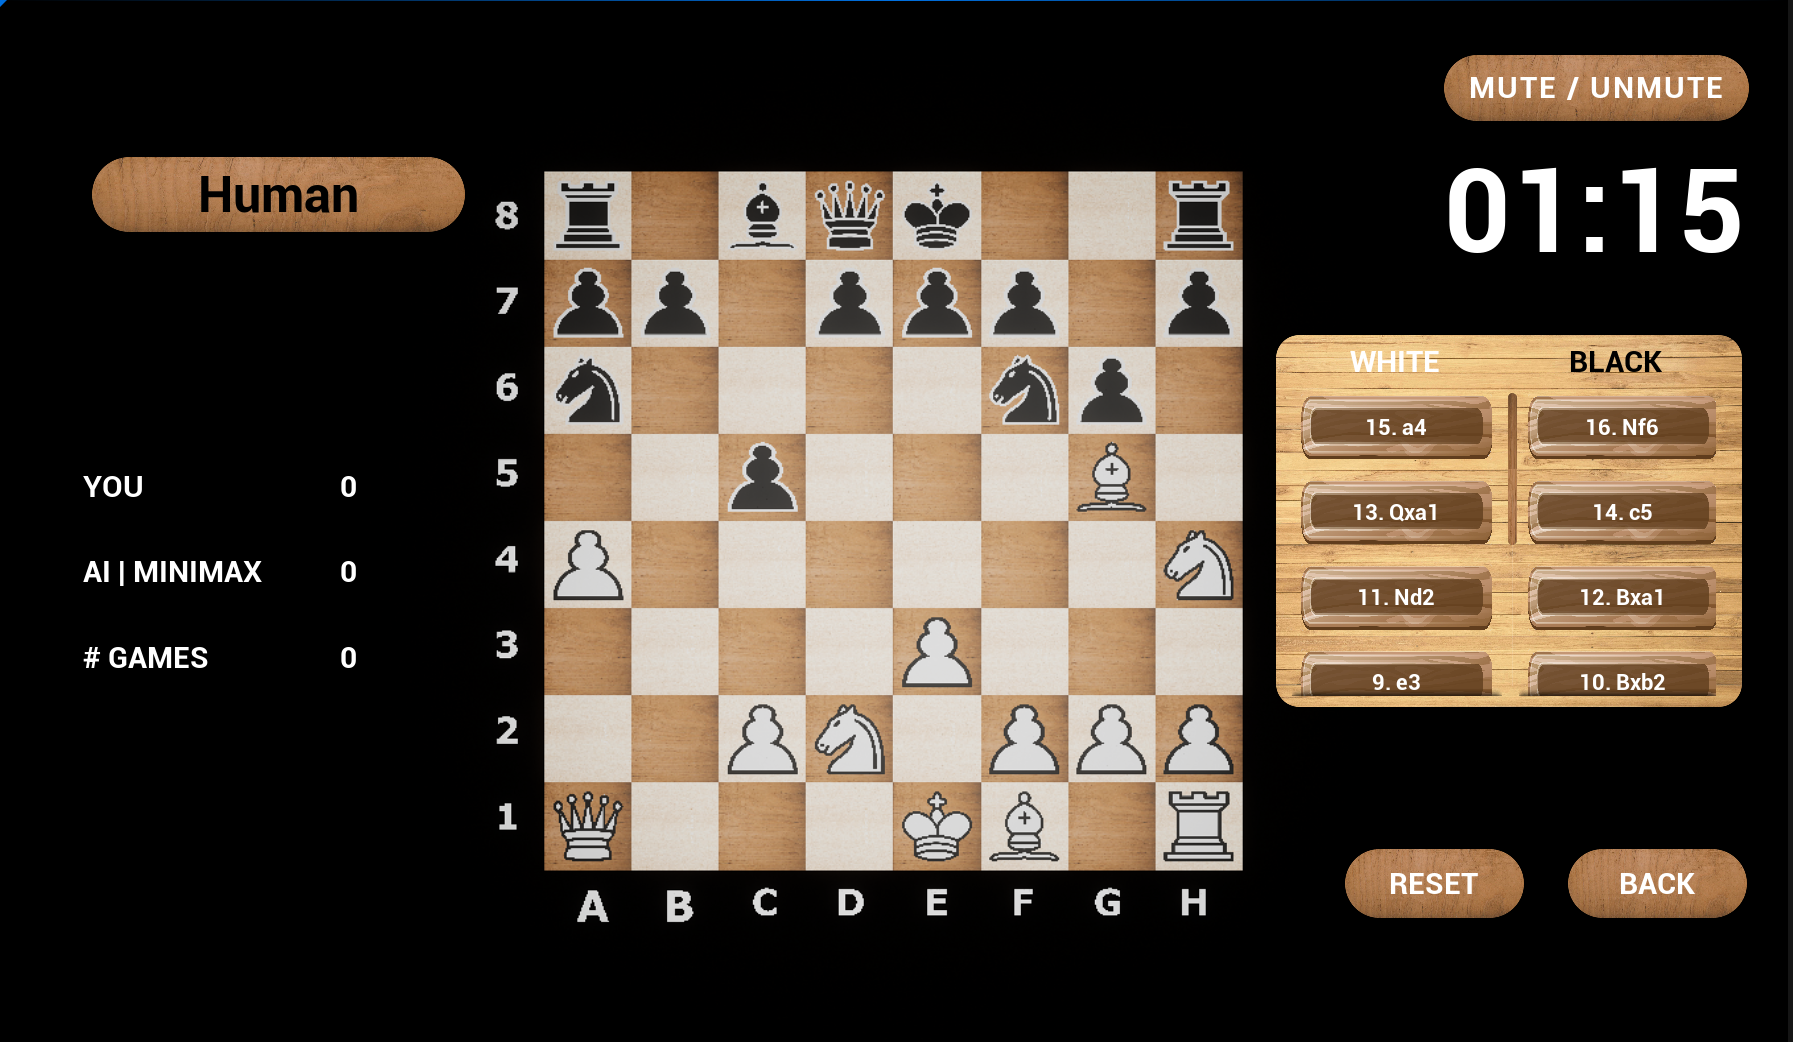 MUTE / UNMUTE
Human
01:15
8
7
6
5
4
3
2
1
A B C D E F G H
YOU 0
AI | MINIMAX 0
# GAMES 0
WHITE BLACK
15. a4 16. Nf6
13. Qxa1 14. c5
11. Nd2 12. Bxa1
9. e3 10. Bxb2
RESET BACK